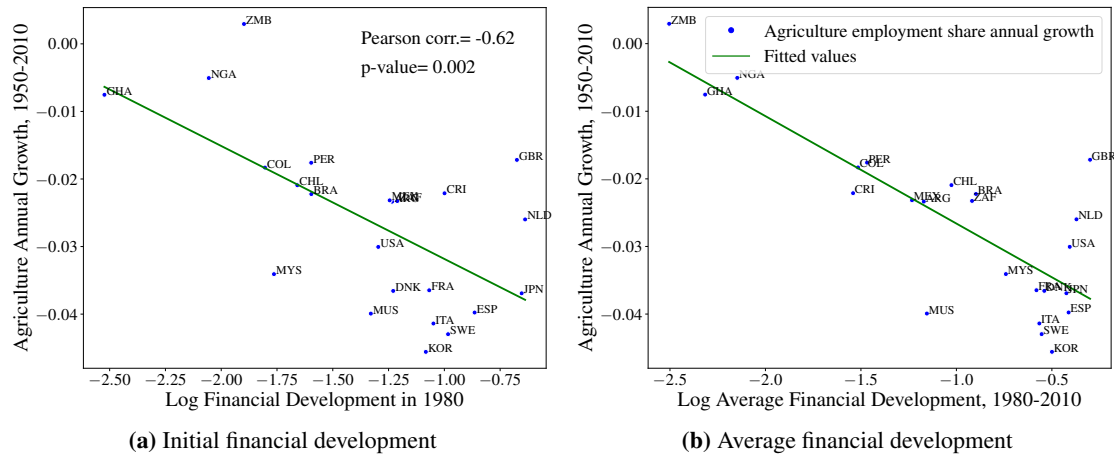 Agriculture Annual Growth, 1950-2010
0.00
−0.01
−0.02
−0.03
−0.04
ZMB
Pearson corr.= -0.62
p-value= 0.002
NGA
GHA
COL
PER
CHL
BRA
MEX
CRI
GBR
NLD
USA
MYS
DNK
FRA
JPN
MUS
ESP
ITA
SWE
KOR
−2.50 −2.25 −2.00 −1.75 −1.50 −1.25 −1.00 −0.75
Log Financial Development in 1980
(a) Initial financial development
Agriculture Annual Growth, 1950-2010
0.00
−0.01
−0.02
−0.03
−0.04
ZMB
Agriculture employment share annual growth
Fitted values
NGA
GHA
COL
PER
GBR
CRI
CHL
BRA
MEX
ARG
ZAF
NLD
USA
MYS
FRA
DNK
JPN
MUS
ESP
ITA
SWE
KOR
−2.5 −2.0 −1.5 −1.0 −0.5
Log Average Financial Development, 1980-2010
(b) Average financial development